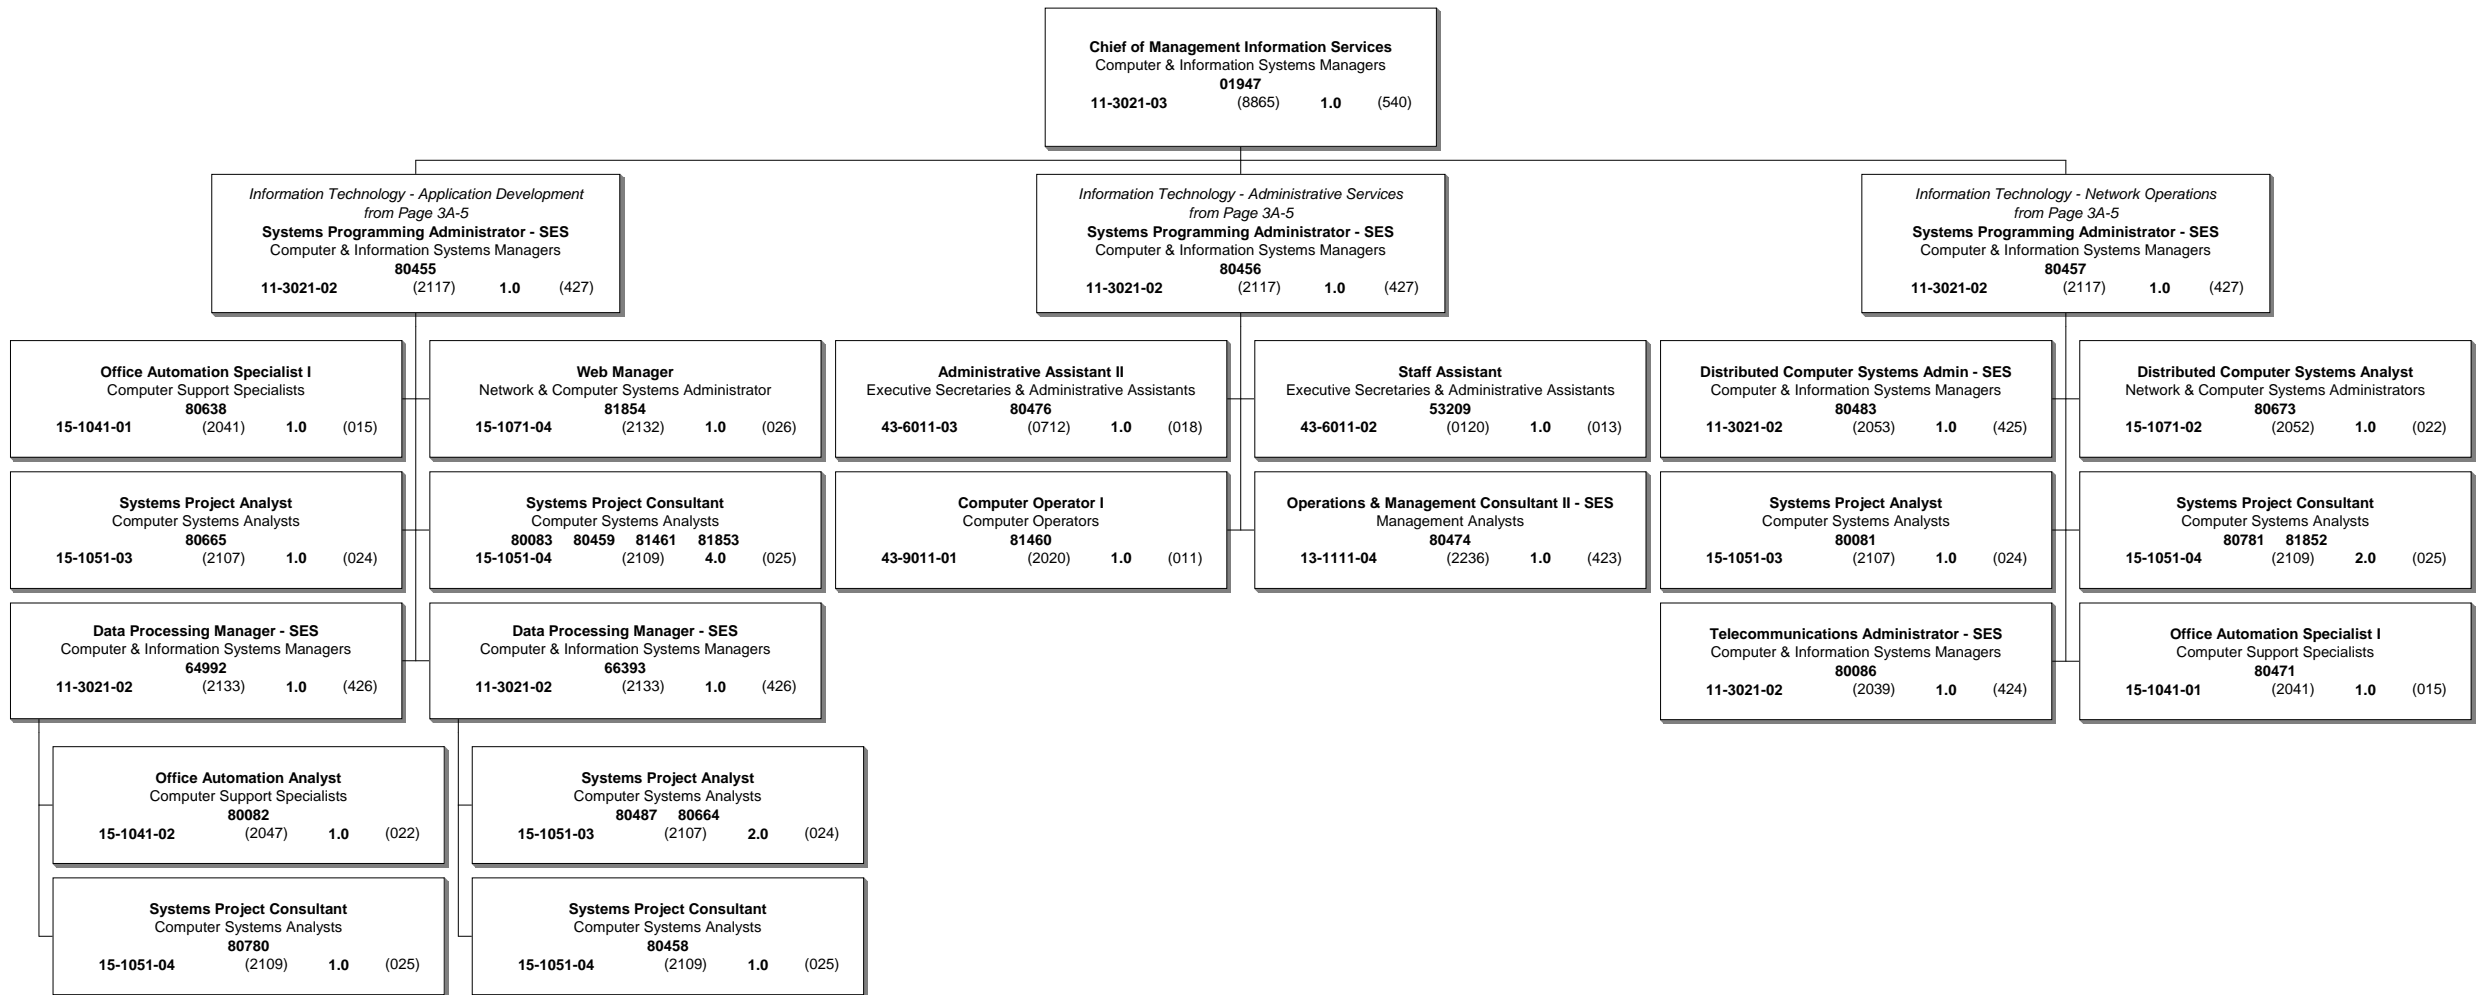 Chief of Management Information Services
Computer & Information Systems Managers
01947
11-3021-03 (8865) 1.0 (540)
Information Technology - Application Development
from Page 3A-5
Systems Programming Administrator - SES
Computer & Information Systems Managers
80455
11-3021-02 (2117) 1.0 (427)
Information Technology - Administrative Services
from Page 3A-5
Systems Programming Administrator - SES
Computer & Information Systems Managers
80456
11-3021-02 (2117) 1.0 (427)
Information Technology - Network Operations
from Page 3A-5
Systems Programming Administrator - SES
Computer & Information Systems Managers
80457
11-3021-02 (2117) 1.0 (427)
Office Automation Specialist I
Computer Support Specialists
80638
15-1041-01 (2041) 1.0 (015)
Web Manager
Network & Computer Systems Administrator
81854
15-1071-04 (2132) 1.0 (026)
Administrative Assistant II
Executive Secretaries & Administrative Assistants
80476
43-6011-03 (0712) 1.0 (018)
Staff Assistant
Executive Secretaries & Administrative Assistants
53209
43-6011-02 (0120) 1.0 (013)
Distributed Computer Systems Admin - SES
Computer & Information Systems Managers
80483
11-3021-02 (2053) 1.0 (425)
Distributed Computer Systems Analyst
Network & Computer Systems Administrators
80673
15-1071-02 (2052) 1.0 (022)
Systems Project Analyst
Computer Systems Analysts
80665
15-1051-03 (2107) 1.0 (024)
Systems Project Consultant
Computer Systems Analysts
80083 80459 81461 81853
15-1051-04 (2109) 4.0 (025)
Computer Operator I
Computer Operators
81460
43-9011-01 (2020) 1.0 (011)
Operations & Management Consultant II - SES
Management Analysts
80474
13-1111-04 (2236) 1.0 (423)
Systems Project Analyst
Computer Systems Analysts
80081
15-1051-03 (2107) 1.0 (024)
Systems Project Consultant
Computer Systems Analysts
80781 81852
15-1051-04 (2109) 2.0 (025)
Data Processing Manager - SES
Computer & Information Systems Managers
64992
11-3021-02 (2133) 1.0 (426)
Data Processing Manager - SES
Computer & Information Systems Managers
66393
11-3021-02 (2133) 1.0 (426)
Telecommunications Administrator - SES
Computer & Information Systems Managers
80086
11-3021-02 (2039) 1.0 (424)
Office Automation Specialist I
Computer Support Specialists
80471
15-1041-01 (2041) 1.0 (015)
Office Automation Analyst
Computer Support Specialists
80082
15-1041-02 (2047) 1.0 (022)
Systems Project Analyst
Computer Systems Analysts
80487 80664
15-1051-03 (2107) 2.0 (024)
Systems Project Consultant
Computer Systems Analysts
80780
15-1051-04 (2109) 1.0 (025)
Systems Project Consultant
Computer Systems Analysts
80458
15-1051-04 (2109) 1.0 (025)